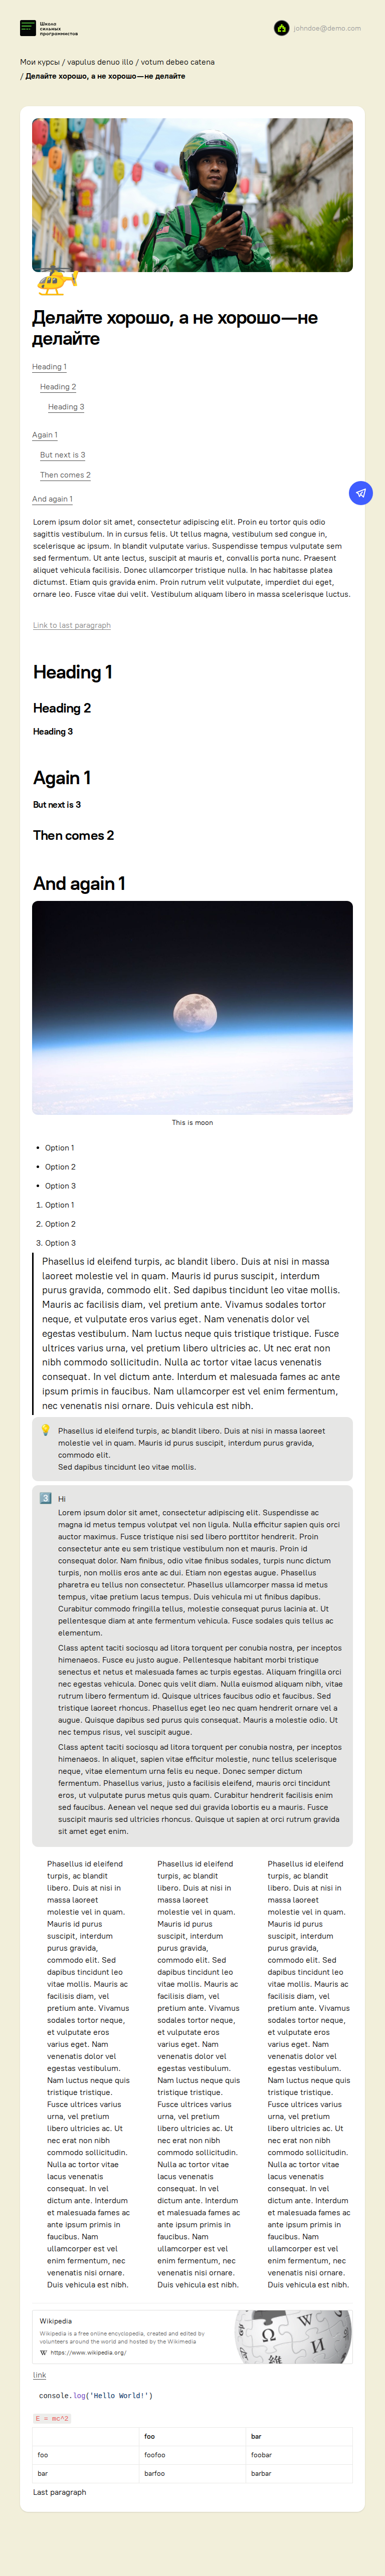 Школа
сильных
программистов
johndoe@demo.com
Мои курсы / vapulus denuo illo / votum debeo catena
/ Делайте хорошо, а не хорошо—не делайте
Делайте хорошо, а не хорошо—не
делайте
Heading 1
Heading 2
Heading 3
Again 1
But next is 3
Then comes 2
And again 1
Lorem ipsum dolor sit amet, consectetur adipiscing elit. Proin eu tortor quis odio
sagittis vestibulum. In in cursus felis. Ut tellus magna, vestibulum sed congue in,
scelerisque ac ipsum. In blandit vulputate varius. Suspendisse tempus vulputate sem
sed fermentum. Ut ante lectus, suscipit at mauris et, convallis porta nunc. Praesent
aliquet vehicula facilisis. Donec ullamcorper tristique nulla. In hac habitasse platea
dictumst. Etiam quis gravida enim. Proin rutrum velit vulputate, imperdiet dui eget,
ornare leo. Fusce vitae dui velit. Vestibulum aliquam libero in massa scelerisque luctus.
Link to last paragraph
Heading 1
Heading 2
Heading 3
Again 1
But next is 3
Then comes 2
And again 1
This is moon
• Option 1
• Option 2
• Option 3
1. Option 1
2. Option 2
3. Option 3
Phasellus id eleifend turpis, ac blandit libero. Duis at nisi in massa
laoreet molestie vel in quam. Mauris id purus suscipit, interdum
purus gravida, commodo elit. Sed dapibus tincidunt leo vitae mollis.
Mauris ac facilisis diam, vel pretium ante. Vivamus sodales tortor
neque, et vulputate eros varius eget. Nam venenatis dolor vel
egestas vestibulum. Nam luctus neque quis tristique tristique. Fusce
ultrices varius urna, vel pretium libero ultricies ac. Ut nec erat non
nibh commodo sollicitudin. Nulla ac tortor vitae lacus venenatis
consequat. In vel dictum ante. Interdum et malesuada fames ac ante
ipsum primis in faucibus. Nam ullamcorper est vel enim fermentum,
nec venenatis nisi ornare. Duis vehicula est nibh.
Phasellus id eleifend turpis, ac blandit libero. Duis at nisi in massa laoreet
molestie vel in quam. Mauris id purus suscipit, interdum purus gravida,
commodo elit.
Sed dapibus tincidunt leo vitae mollis.
3 Hi
Lorem ipsum dolor sit amet, consectetur adipiscing elit. Suspendisse ac
magna id metus tempus volutpat vel non ligula. Nulla efficitur sapien quis orci
auctor maximus. Fusce tristique nisi sed libero porttitor hendrerit. Proin
consectetur ante eu sem tristique vestibulum non et mauris. Proin id
consequat dolor. Nam finibus, odio vitae finibus sodales, turpis nunc dictum
turpis, non mollis eros ante ac dui. Etiam non egestas augue. Phasellus
pharetra eu tellus non consectetur. Phasellus ullamcorper massa id metus
tempus, vitae pretium lacus tempus. Duis vehicula mi ut finibus dapibus.
Curabitur commodo fringilla tellus, molestie consequat purus lacinia at. Ut
pellentesque diam at ante fermentum vehicula. Fusce sodales quis tellus ac
elementum.
Class aptent taciti sociosqu ad litora torquent per conubia nostra, per inceptos
himenaeos. Fusce eu justo augue. Pellentesque habitant morbi tristique
senectus et netus et malesuada fames ac turpis egestas. Aliquam fringilla orci
nec egestas vehicula. Donec quis velit diam. Nulla euismod aliquam nibh, vitae
rutrum libero fermentum id. Quisque ultrices faucibus odio et faucibus. Sed
tristique laoreet rhoncus. Phasellus eget leo nec quam hendrerit ornare vel a
augue. Quisque dapibus sed purus quis consequat. Mauris a molestie odio. Ut
nec tempus risus, vel suscipit augue.
Class aptent taciti sociosqu ad litora torquent per conubia nostra, per inceptos
himenaeos. In aliquet, sapien vitae efficitur molestie, nunc tellus scelerisque
neque, vitae elementum urna felis eu neque. Donec semper dictum
fermentum. Phasellus varius, justo a facilisis eleifend, mauris orci tincidunt
eros, ut vulputate purus metus quis quam. Curabitur hendrerit facilisis enim
sed faucibus. Aenean vel neque sed dui gravida lobortis eu a mauris. Fusce
suscipit mauris sed ultricies rhoncus. Quisque ut sapien at orci rutrum gravida
sit amet eget enim.
Phasellus id eleifend
turpis, ac blandit
libero. Duis at nisi in
massa laoreet
molestie vel in quam.
Mauris id purus
suscipit, interdum
purus gravida,
commodo elit. Sed
dapibus tincidunt leo
vitae mollis. Mauris ac
facilisis diam, vel
pretium ante. Vivamus
sodales tortor neque,
et vulputate eros
varius eget. Nam
venenatis dolor vel
egestas vestibulum.
Nam luctus neque quis
tristique tristique.
Fusce ultrices varius
urna, vel pretium
libero ultricies ac. Ut
nec erat non nibh
commodo sollicitudin.
Nulla ac tortor vitae
lacus venenatis
consequat. In vel
dictum ante. Interdum
et malesuada fames ac
ante ipsum primis in
faucibus. Nam
ullamcorper est vel
enim fermentum, nec
venenatis nisi ornare.
Duis vehicula est nibh.
Phasellus id eleifend
turpis, ac blandit
libero. Duis at nisi in
massa laoreet
molestie vel in quam.
Mauris id purus
suscipit, interdum
purus gravida,
commodo elit. Sed
dapibus tincidunt leo
vitae mollis. Mauris ac
facilisis diam, vel
pretium ante. Vivamus
sodales tortor neque,
et vulputate eros
varius eget. Nam
venenatis dolor vel
egestas vestibulum.
Nam luctus neque quis
tristique tristique.
Fusce ultrices varius
urna, vel pretium
libero ultricies ac. Ut
nec erat non nibh
commodo sollicitudin.
Nulla ac tortor vitae
lacus venenatis
consequat. In vel
dictum ante. Interdum
et malesuada fames ac
ante ipsum primis in
faucibus. Nam
ullamcorper est vel
enim fermentum, nec
venenatis nisi ornare.
Duis vehicula est nibh.
Phasellus id eleifend
turpis, ac blandit
libero. Duis at nisi in
massa laoreet
molestie vel in quam.
Mauris id purus
suscipit, interdum
purus gravida,
commodo elit. Sed
dapibus tincidunt leo
vitae mollis. Mauris ac
facilisis diam, vel
pretium ante. Vivamus
sodales tortor neque,
et vulputate eros
varius eget. Nam
venenatis dolor vel
egestas vestibulum.
Nam luctus neque quis
tristique tristique.
Fusce ultrices varius
urna, vel pretium
libero ultricies ac. Ut
nec erat non nibh
commodo sollicitudin.
Nulla ac tortor vitae
lacus venenatis
consequat. In vel
dictum ante. Interdum
et malesuada fames ac
ante ipsum primis in
faucibus. Nam
ullamcorper est vel
enim fermentum, nec
venenatis nisi ornare.
Duis vehicula est nibh.
Wikipedia
Wikipedia is a free online encyclopedia, created and edited by
volunteers around the world and hosted by the Wikimedia
W https://www.wikipedia.org/
Ω W И 維
link
console.log('Hello World!')
E = mc^2
foo bar
foo foofoo foobar
bar barfoo barbar
Last paragraph